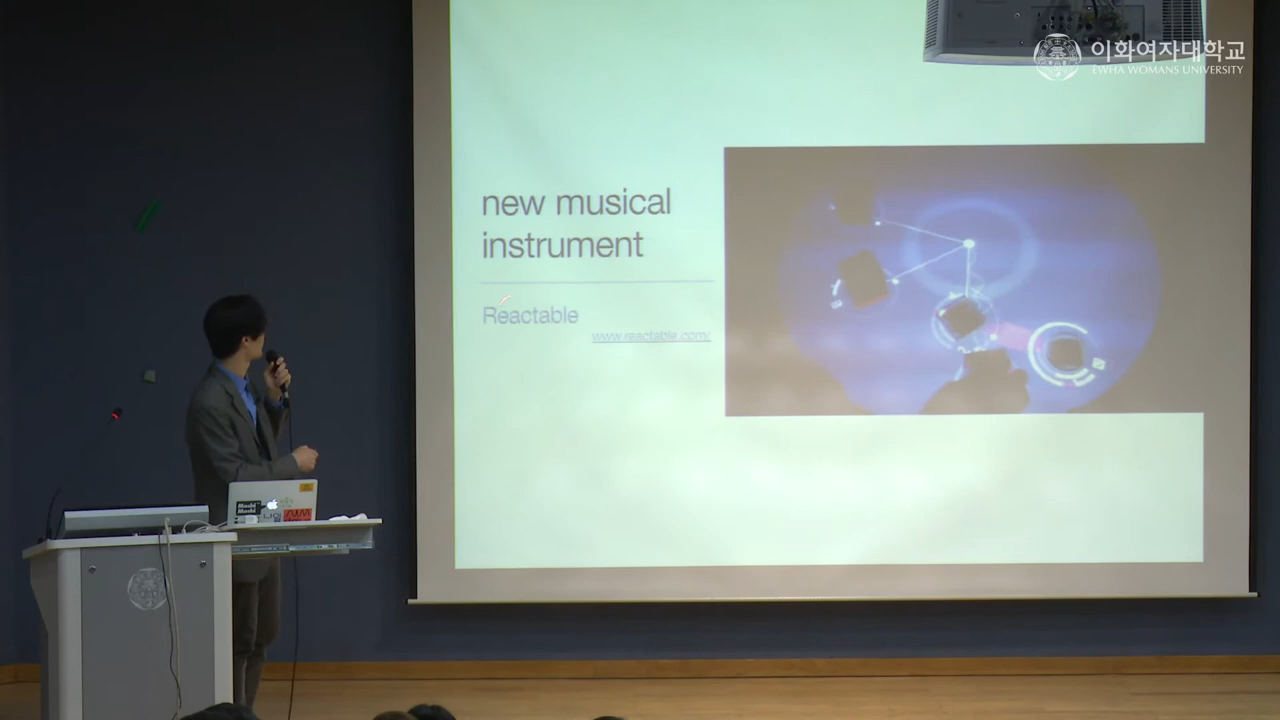 이화여자대학교
EWHA WOMANS UNIVERSITY
new musical
instrument
Reactable
www.reactable.com/